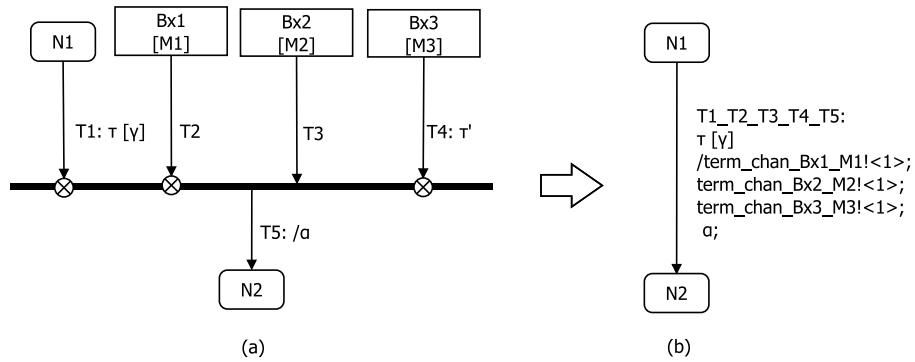 N1
Bx1
[M1]
Bx2
[M2]
Bx3
[M3]
T1: τ [γ]
T2
T3
T4: τ'
T5: /α
N2
(a)
N1
T1_T2_T3_T4_T5:
τ [γ]
/term_chan_Bx1_M1!<1>;
term_chan_Bx2_M2!<1>;
term_chan_Bx3_M3!<1>;
α;
N2
(b)